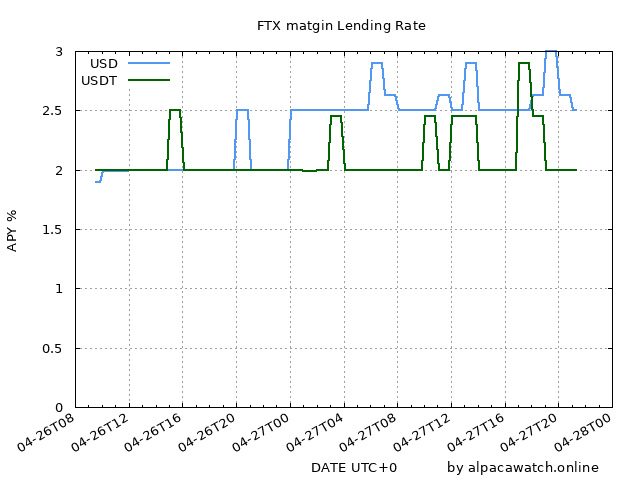 FTX matgin Lending Rate
USD
USDT
3
2.5
2
1.5
1
0.5
0
APY %
04-26T08
04-26T12
04-26T16
04-26T20
04-27T00
04-27T04
04-27T08
04-27T12
04-27T16
04-27T20
04-28T00
DATE UTC+0
by alpacawatch.online